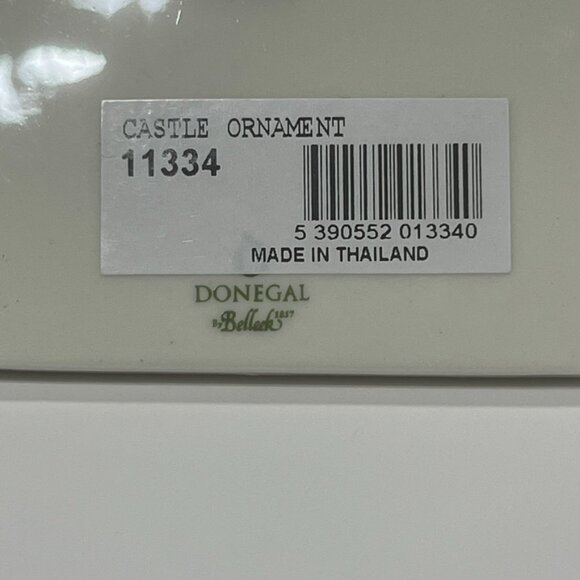 CASTLE ORNAMENT
11334
5 390552 013340
MADE IN THAILAND
DONEGAL
By Belleek 1857